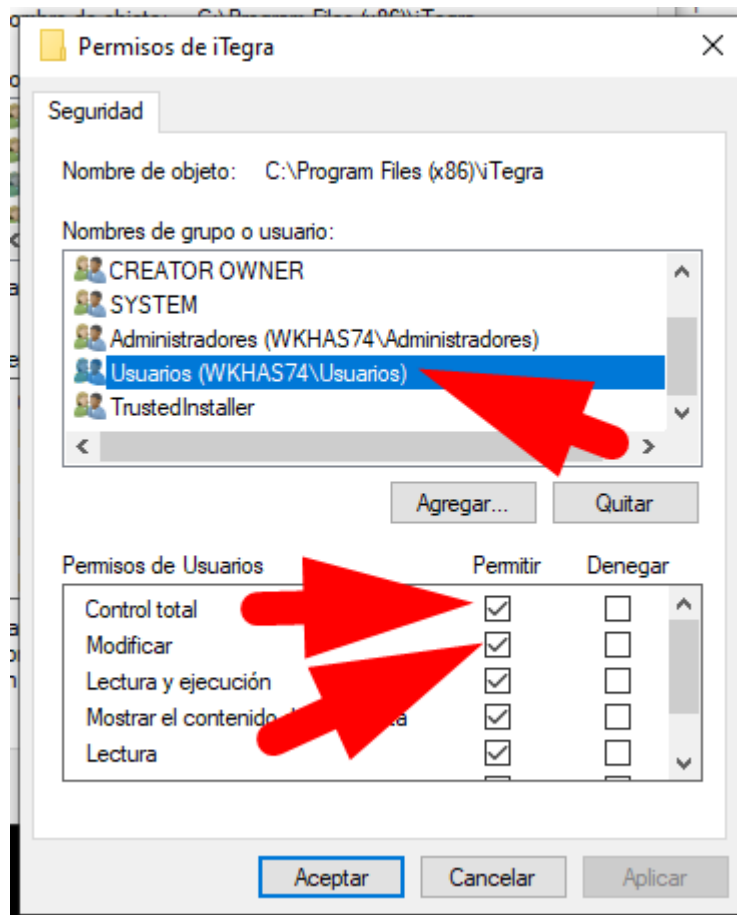 Permisos de iTegra
Seguridad
Nombre de objeto: C:\Program Files (x86)\iTegra
Nombres de grupo o usuario:
CREATOR OWNER
SYSTEM
Administradores (WKHAS74\Administradores)
Usuarios (WKHAS74\Usuarios)
TrustedInstaller
Agregar...
Quitar
Permisos de Usuarios Permitir Denegar
Control total
Modificar
Lectura y ejecución
Mostrar el contenido
Lectura
Aceptar
Cancelar
Aplicar